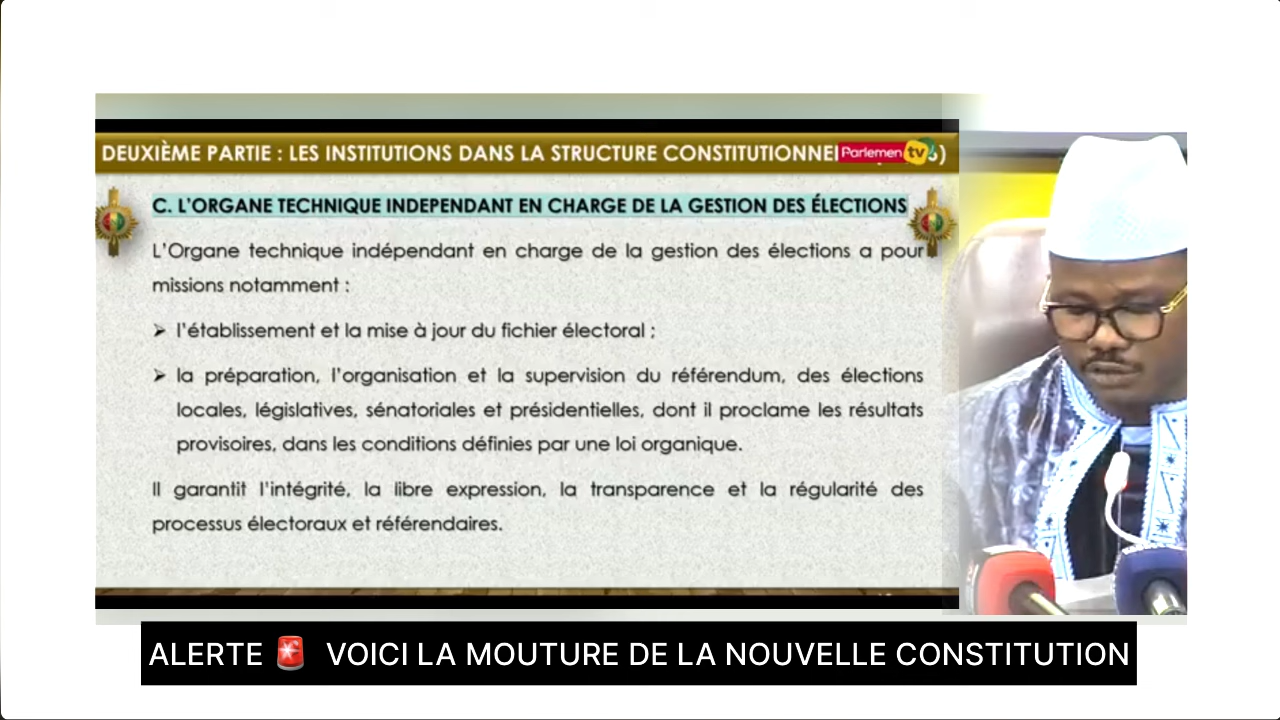 DEUXIÈME PARTIE : LES INSTITUTIONS DANS LA STRUCTURE CONSTITUTIONNEL
Parlemen tv
C. L'ORGANE TECHNIQUE INDEPENDANT EN CHARGE DE LA GESTION DES ÉLECTIONS
L'Organe technique indépendant en charge de la gestion des élections a pour
missions notamment :
➤ l'établissement et la mise à jour du fichier électoral ;
➤ la préparation, l'organisation et la supervision du référendum, des élections
locales, législatives, sénatoriales et présidentielles, dont il proclame les résultats
provisoires, dans les conditions définies par une loi organique.
Il garantit l'intégrité, la libre expression, la transparence et la régularité des
processus électoraux et référendaires.
ALERTE 🚨 VOICI LA MOUTURE DE LA NOUVELLE CONSTITUTION